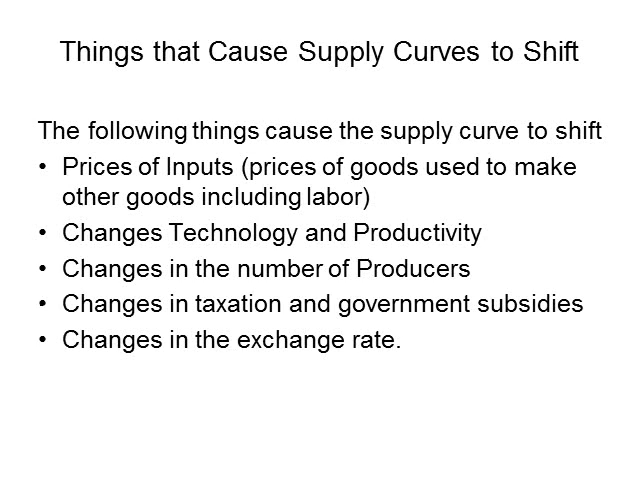 Things that Cause Supply Curves to Shift
The following things cause the supply curve to shift
• Prices of Inputs (prices of goods used to make
other goods including labor)
• Changes Technology and Productivity
• Changes in the number of Producers
• Changes in taxation and government subsidies
• Changes in the exchange rate.